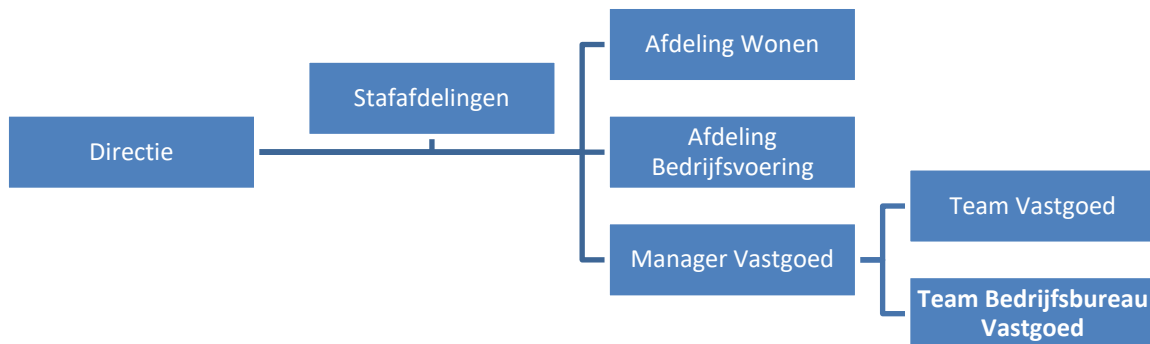 Afdeling Wonen
Stafafdelingen
Directie
Afdeling
Bedrijfsvoering
Team Vastgoed
Manager Vastgoed
Team Bedrijfsbureau
Vastgoed